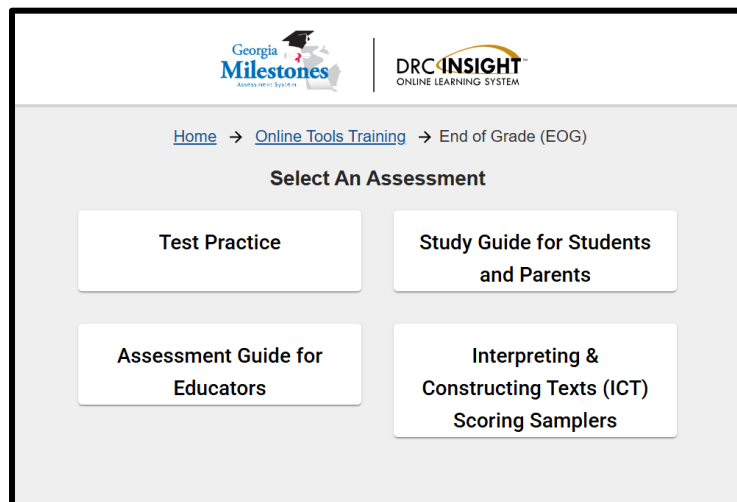 Georgia
Milestones
Assessment System
DRC INSIGHT™
ONLINE LEARNING SYSTEM
Home → Online Tools Training → End of Grade (EOG)
Select An Assessment
Test Practice
Study Guide for Students
and Parents
Assessment Guide for
Educators
Interpreting &
Constructing Texts (ICT)
Scoring Samplers